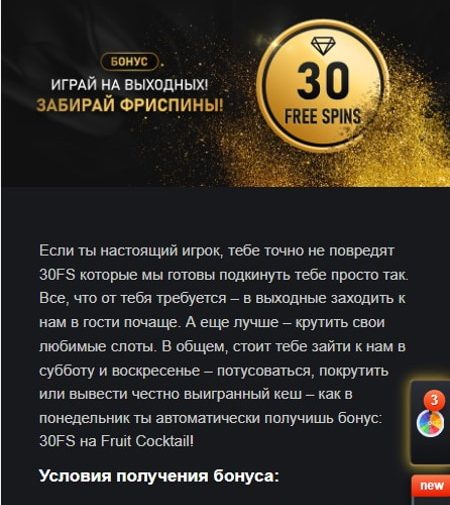 БОНУС
ИГРАЙ НА ВЫХОДНЫХ!
ЗАБИРАЙ ФРИСПИНЫ!
30
FREE SPINS
Если ты настоящий игрок, тебе точно не повредят
30FS которые мы готовы подкинуть тебе просто так.
Все, что от тебя требуется – в выходные заходить к
нам в гости почаще. А еще лучше – крутить свои
любимые слоты. В общем, стоит тебе зайти к нам в
субботу и воскресенье – потусоваться, покрутить
или вывести честно выигранный кеш – как в
понедельник ты автоматически получишь бонус:
30FS на Fruit Cocktail!
3
Условия получения бонуса:
new